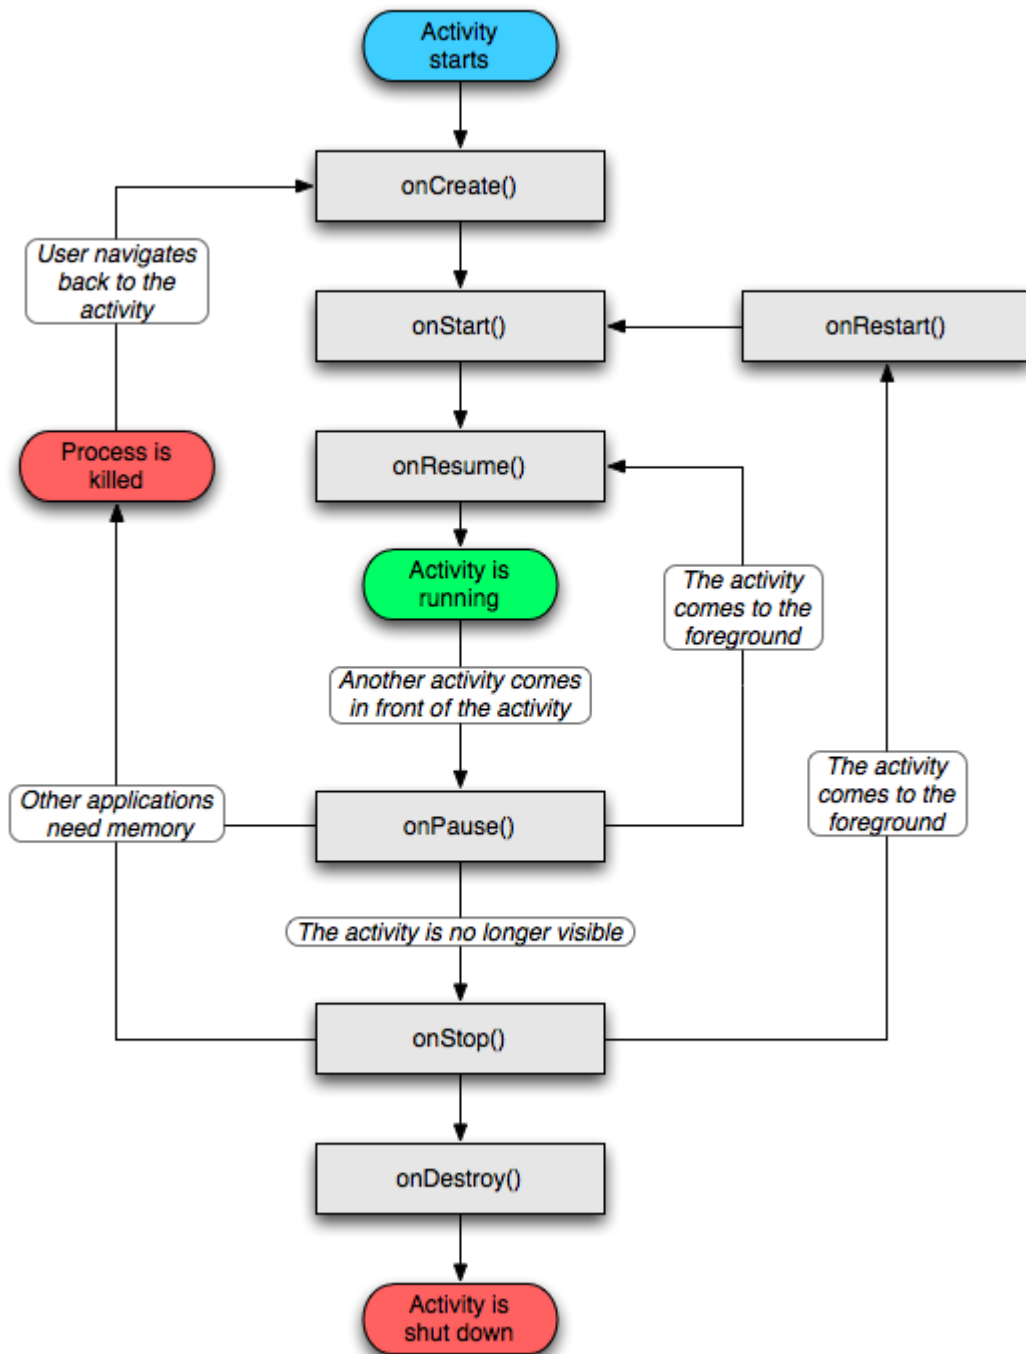 Activity
starts
onCreate()
User navigates
back to the
activity
onStart()
onRestart()
Process is
killed
onResume()
Activity is
running
The activity
comes to the
foreground
Another activity comes
in front of the activity
The activity
comes to the
foreground
Other applications
need memory
onPause()
The activity is no longer visible
onStop()
onDestroy()
Activity is
shut down